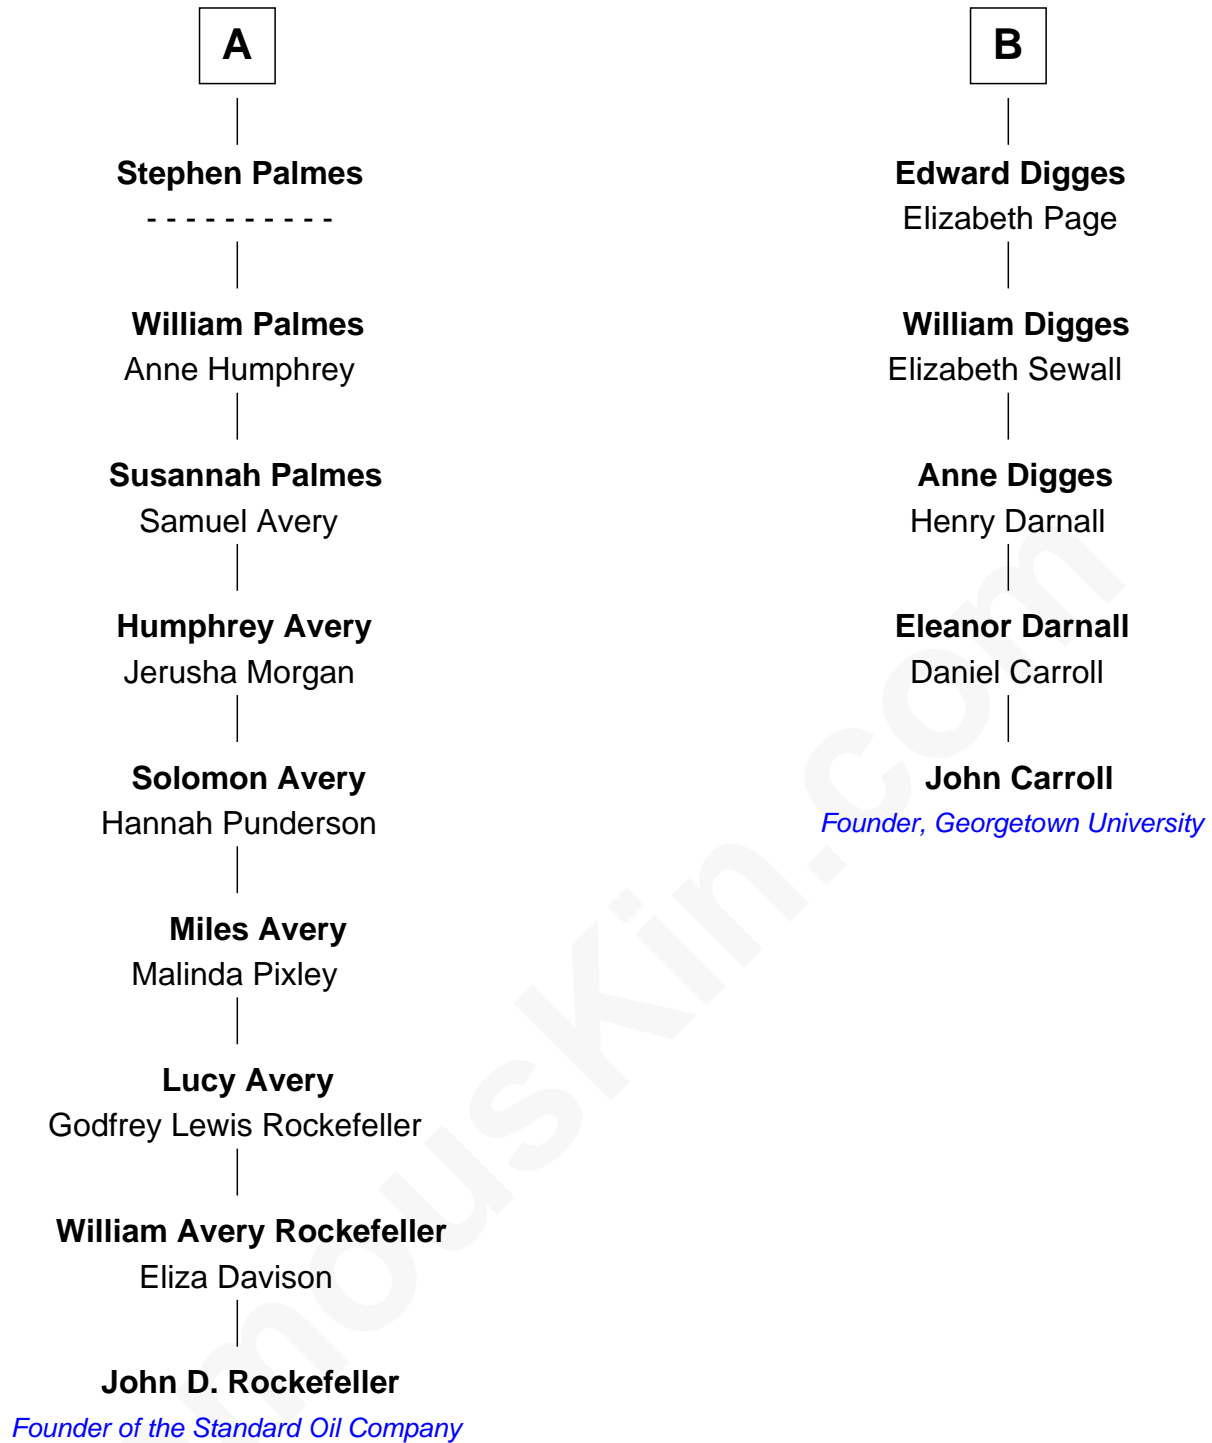 A
Stephen Palmes
- - - - - - - - - -
William Palmes
Anne Humphrey
Susannah Palmes
Samuel Avery
Humphrey Avery
Jerusha Morgan
Solomon Avery
Hannah Punderson
Miles Avery
Malinda Pixley
Lucy Avery
Godfrey Lewis Rockefeller
William Avery Rockefeller
Eliza Davison
John D. Rockefeller
Founder of the Standard Oil Company
B
Edward Digges
Elizabeth Page
William Digges
Elizabeth Sewall
Anne Digges
Henry Darnall
Eleanor Darnall
Daniel Carroll
John Carroll
Founder, Georgetown University
mousKin.com